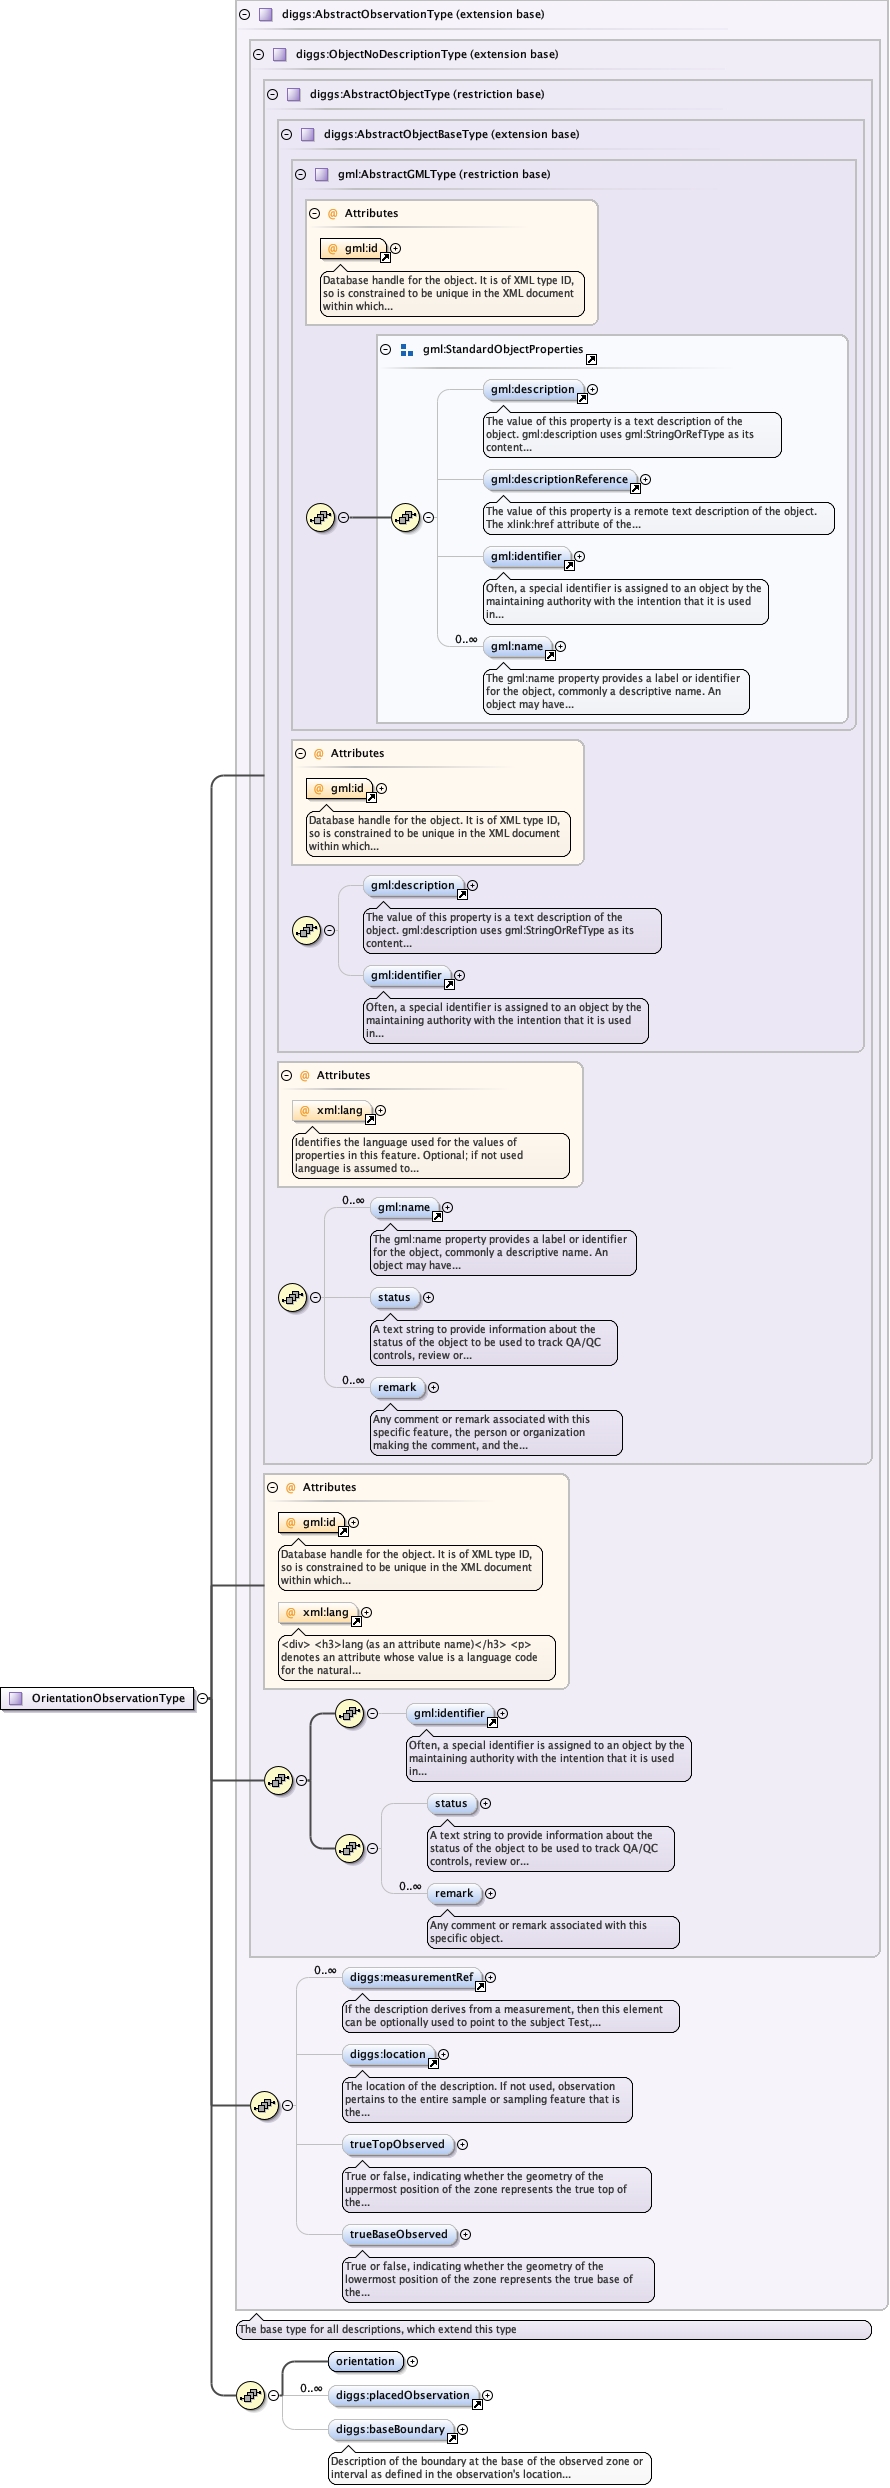 diggs:AbstractObservationType (extension base)
diggs:ObjectNoDescriptionType (extension base)
diggs:AbstractObjectType (restriction base)
diggs:AbstractObjectBaseType (extension base)
gml:AbstractGMLType (restriction base)
@ Attributes
@ gml:id
Database handle for the object. It is of XML type ID,
so is constrained to be unique in the XML document
within which...
gml:StandardObjectProperties
gml:description
The value of this property is a text description of the
object. gml:description uses gml:StringOrRefType as its
content...
gml:descriptionReference
The value of this property is a remote text description of the object.
The xlink:href attribute of the...
gml:identifier
Often, a special identifier is assigned to an object by the
maintaining authority with the intention that it is used
in...
0..∞
gml:name
The gml:name property provides a label or identifier
for the object, commonly a descriptive name. An
object may have...
@ Attributes
@ gml:id
Database handle for the object. It is of XML type ID,
so is constrained to be unique in the XML document
within which...
gml:description
The value of this property is a text description of the
object. gml:description uses gml:StringOrRefType as its
content...
gml:identifier
Often, a special identifier is assigned to an object by the
maintaining authority with the intention that it is used
in...
@ Attributes
@ xml:lang
Identifies the language used for the values of
properties in this feature. Optional; if not used
language is assumed to...
0..∞
gml:name
The gml:name property provides a label or identifier
for the object, commonly a descriptive name. An
object may have...
status
A text string to provide information about the
status of the object to be used to track QA/QC
controls, review or...
0..∞
remark
Any comment or remark associated with this
specific feature, the person or organization
making the comment, and the...
@ Attributes
@ gml:id
Database handle for the object. It is of XML type ID,
so is constrained to be unique in the XML document
within which...
@ xml:lang
<div> <h3>lang (as an attribute name)</h3> <p>
denotes an attribute whose value is a language code
for the natural...
OrientationObservationType
gml:identifier
Often, a special identifier is assigned to an object by the
maintaining authority with the intention that it is used
in...
status
A text string to provide information about the
status of the object to be used to track QA/QC
controls, review or...
0..∞
remark
Any comment or remark associated with this
specific object.
0..∞
diggs:measurementRef
If the description derives from a measurement, then this element
can be optionally used to point to the subject Test,...
diggs:location
The location of the description. If not used, observation
pertains to the entire sample or sampling feature that is
the...
trueTopObserved
True or false, indicating whether the geometry of the
uppermost position of the zone represents the true top of
the...
trueBaseObserved
True or false, indicating whether the geometry of the
lowermost position of the zone represents the true base of
the...
The base type for all descriptions, which extend this type
orientation
0..∞
diggs:placedObservation
diggs:baseBoundary
Description of the boundary at the base of the observed zone or
interval as defined in the observation's location...